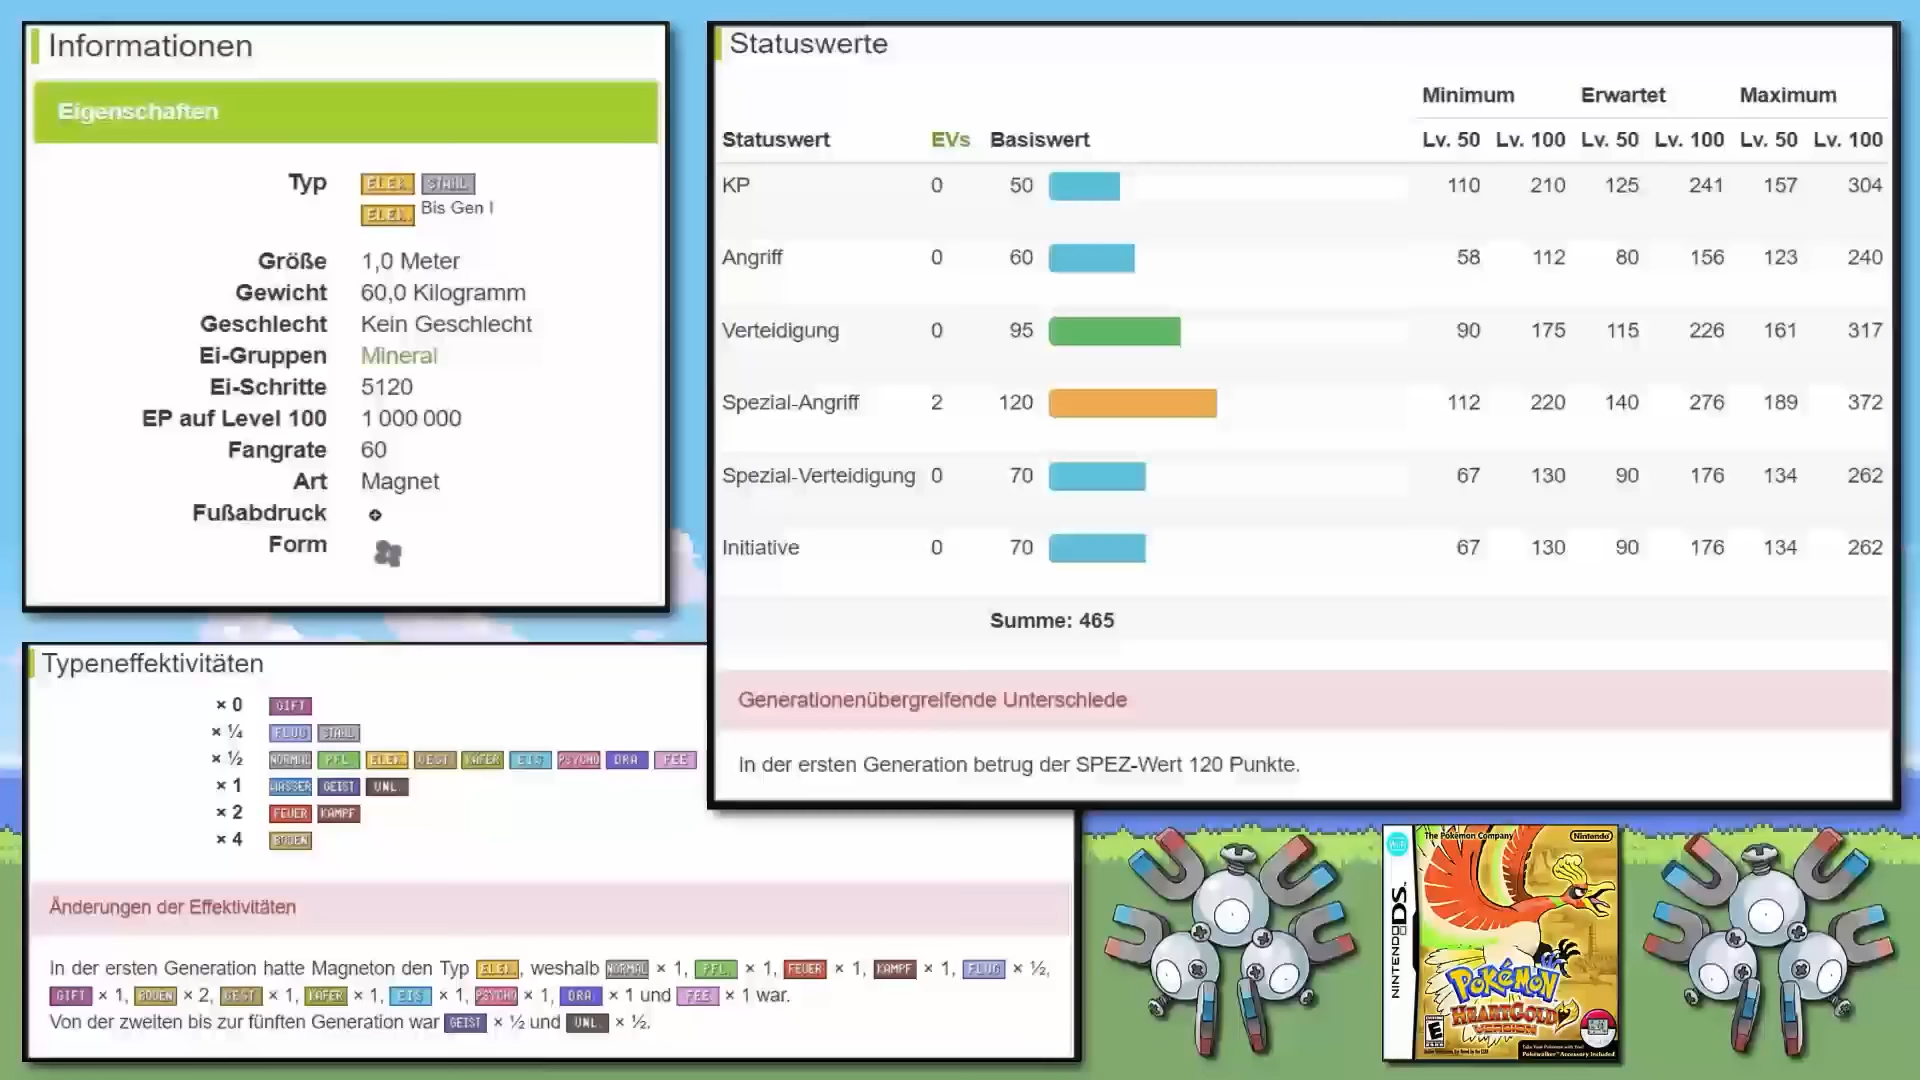 Informationen
Eigenschaften
Typ ELEK. STAHL
ELEK. Bis Gen I
Größe 1,0 Meter
Gewicht 60,0 Kilogramm
Geschlecht Kein Geschlecht
Ei-Gruppen Mineral
Ei-Schritte 5120
EP auf Level 100 1 000 000
Fangrate 60
Art Magnet
Fußabdruck
Form
Statuswerte
Minimum Erwartet Maximum
Statuswert EVs Basiswert Lv. 50 Lv. 100 Lv. 50 Lv. 100 Lv. 50 Lv. 100
KP 0 50 110 210 125 241 157 304
Angriff 0 60 58 112 80 156 123 240
Verteidigung 0 95 90 175 115 226 161 317
Spezial-Angriff 2 120 112 220 140 276 189 372
Spezial-Verteidigung 0 70 67 130 90 176 134 262
Initiative 0 70 67 130 90 176 134 262
Summe: 465
Generationenübergreifende Unterschiede
In der ersten Generation betrug der SPEZ-Wert 120 Punkte.
Typeneffektivitäten
× 0 GIFT
× ¼ FLUG STAHL
× ½ NORMAL PFL. ELEK. GEST. KÄFER EIS PSYCHO DRA. FEE
× 1 WASSER GEIST UNL.
× 2 FEUER KAMPF
× 4 BODEN
Änderungen der Effektivitäten
In der ersten Generation hatte Magneton den Typ ELEK., weshalb NORMAL × 1, PFL. × 1, FEUER × 1, KAMPF × 1, FLUG × ½,
GIFT × 1, BODEN × 2, GEST. × 1, KÄFER × 1, EIS × 1, PSYCHO × 1, DRA. × 1 und FEE × 1 war.
Von der zweiten bis zur fünften Generation war GEIST × ½ und UNL. × ½.
The Pokémon Company
Nintendo
NINTENDO DS
Pokémon
HEARTGOLD
VERSION
E
Pokéwalker Accessory Included